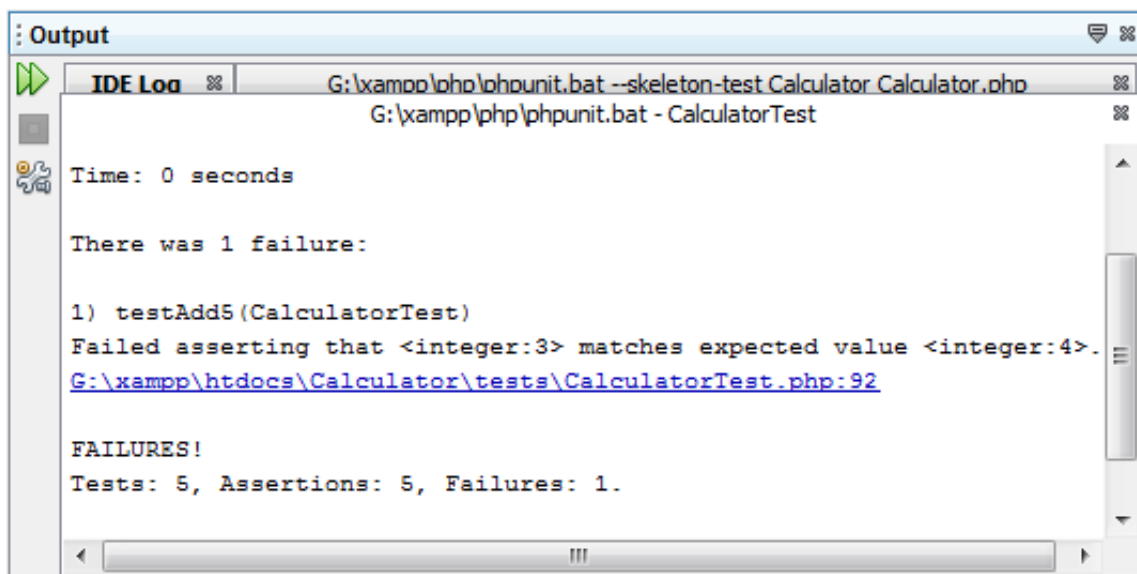 Output
IDE Log G:\xampp\php\phpunit.bat --skeleton-test Calculator Calculator.php
G:\xampp\php\phpunit.bat - CalculatorTest
Time: 0 seconds
There was 1 failure:
1) testAdd5(CalculatorTest)
Failed asserting that <integer:3> matches expected value <integer:4>.
G:\xampp\htdocs\Calculator\tests\CalculatorTest.php:92
FAILURES!
Tests: 5, Assertions: 5, Failures: 1.